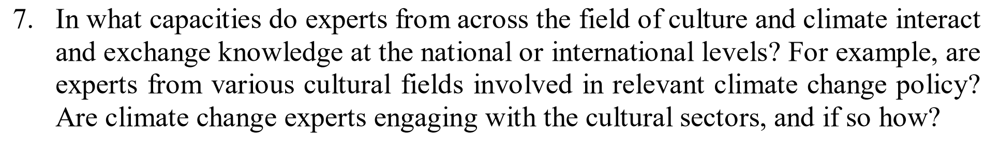 7. In what capacities do experts from across the field of culture and climate interact
and exchange knowledge at the national or international levels? For example, are
experts from various cultural fields involved in relevant climate change policy?
Are climate change experts engaging with the cultural sectors, and if so how?